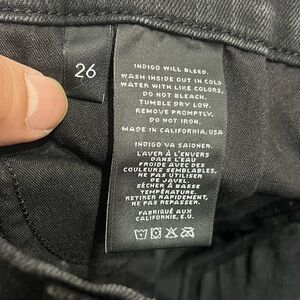 26
INDIGO WILL BLEED.
WASH INSIDE OUT IN COLD
WATER WITH LIKE COLORS,
DO NOT BLEACH.
TUMBLE DRY LOW.
REMOVE PROMPTLY.
DO NOT IRON.
MADE IN CALIFORNIA, USA
INDIGO VA SAIGNER.
LAVER À L'ENVERS
DANS L'EAU
FROIDE AVEC DES
COULEURS SEMBLABLES,
NE PAS UTILISER
DE JAVEL.
SÉCHER À BASSE
TEMPÉRATURE.
RETIRER RAPIDEMENT,
NE PAS REPASSER.
FABRIQUÉ AUX
CALIFORNIE, E.U.